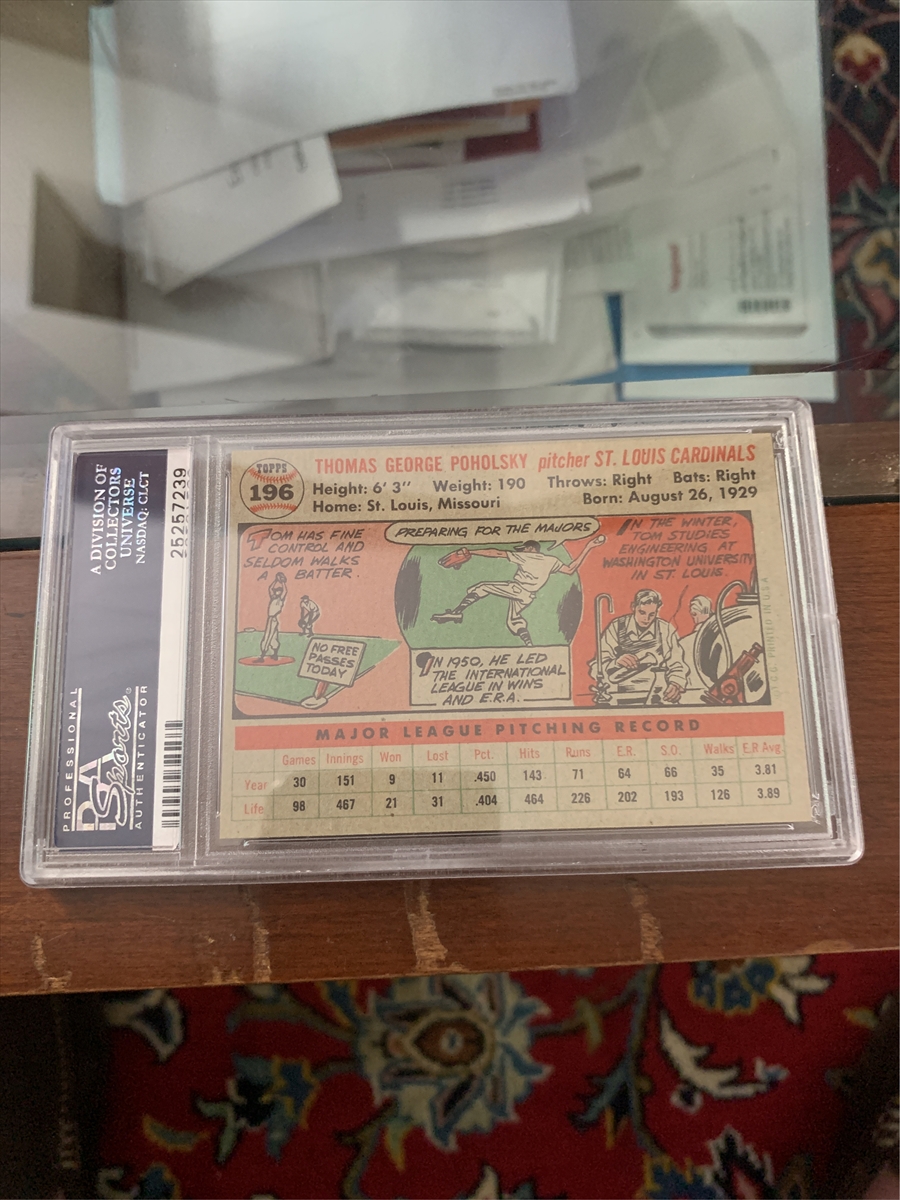 A DIVISION OF
COLLECTORS
UNIVERSE
NASDAQ: CLCT
25257239
PROFESSIONAL
PSA
Sports®
AUTHENTICATOR
TOPPS
196
THOMAS GEORGE POHOLSKY pitcher ST. LOUIS CARDINALS
Height: 6' 3" Weight: 190 Throws: Right Bats: Right
Home: St. Louis, Missouri Born: August 26, 1929
TOM HAS FINE
CONTROL AND
SELDOM WALKS
A BATTER.
NO FREE
PASSES
TODAY
PREPARING FOR THE MAJORS
IN 1950, HE LED
THE INTERNATIONAL
LEAGUE IN WINS
AND E.R.A.
IN THE WINTER,
TOM STUDIES
ENGINEERING AT
WASHINGTON UNIVERSITY
IN ST. LOUIS.
T.C.G. PRINTED IN U.S.A.
MAJOR LEAGUE PITCHING RECORD
Games Innings Won Lost Pct. Hits Runs E.R. S.O. Walks E.R Avg.
Year 30 151 9 11 .450 143 71 64 66 35 3.81
Life 98 467 21 31 .404 464 226 202 193 126 3.89